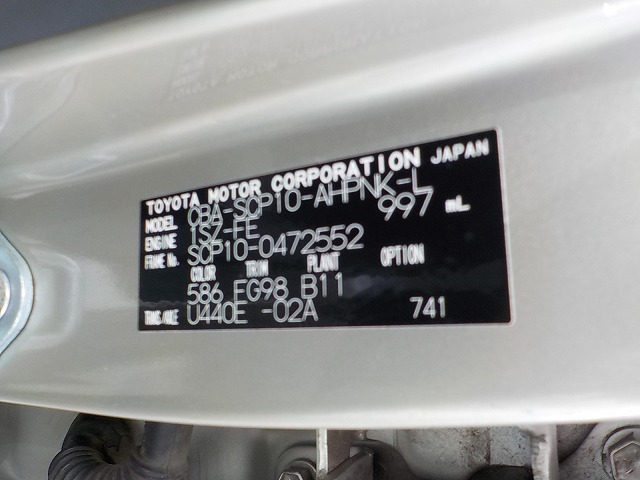 TOYOTA MOTOR CORPORATION JAPAN
MODEL CBA-SCP10-AHPNK-L
ENGINE 1SZ-FE 997 mL
FRAME No. SCP10-0472552
COLOR TRIM PLANT OPTION
586 EG98 B11
TRANS/AXLE U440E -02A 741